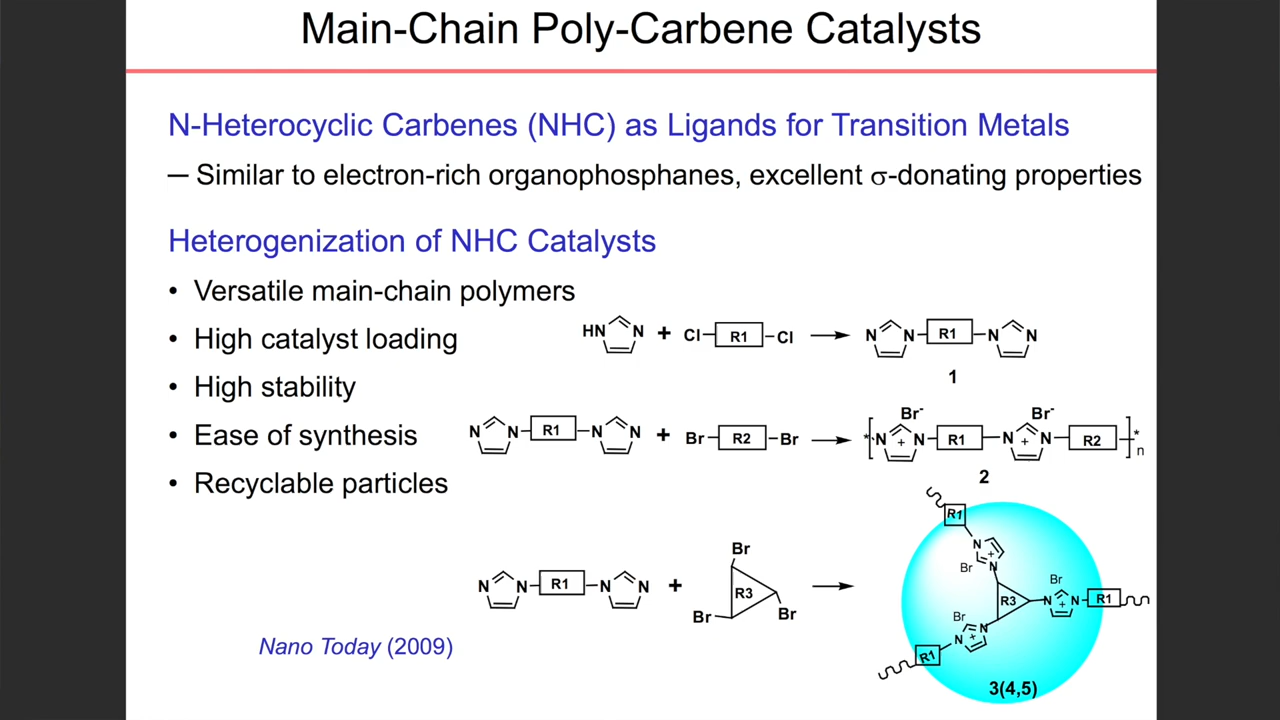 Main-Chain Poly-Carbene Catalysts
N-Heterocyclic Carbenes (NHC) as Ligands for Transition Metals
— Similar to electron-rich organophosphanes, excellent σ-donating properties
Heterogenization of NHC Catalysts
• Versatile main-chain polymers
• High catalyst loading
• High stability
• Ease of synthesis
• Recyclable particles
HN N + Cl R1 Cl N N R1 N N
1
N N R1 N N + Br R2 Br * N + N R1 Br- N + N R2 Br- * n
2
N N R1 N N + Br Br Br R3
R1 N + N Br
R3 N + N Br R1
R1 N + N Br
3(4,5)
Nano Today (2009)